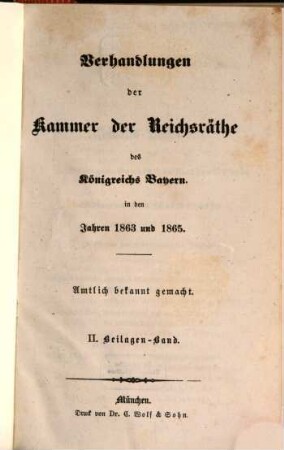 Verhandlungen
der
Kammer der Reichsräthe
des
Königreichs Bayern.
in den
Jahren 1863 und 1865.
Amtlich bekannt gemacht.
II. Beilagen-Band.
München.
Druck von Dr. C. Wolf & Sohn.